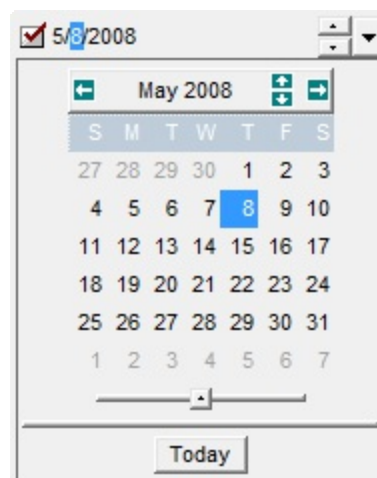 5/8/2008
May 2008
S M T W T F S
27 28 29 30 1 2 3
4 5 6 7 8 9 10
11 12 13 14 15 16 17
18 19 20 21 22 23 24
25 26 27 28 29 30 31
1 2 3 4 5 6 7
Today